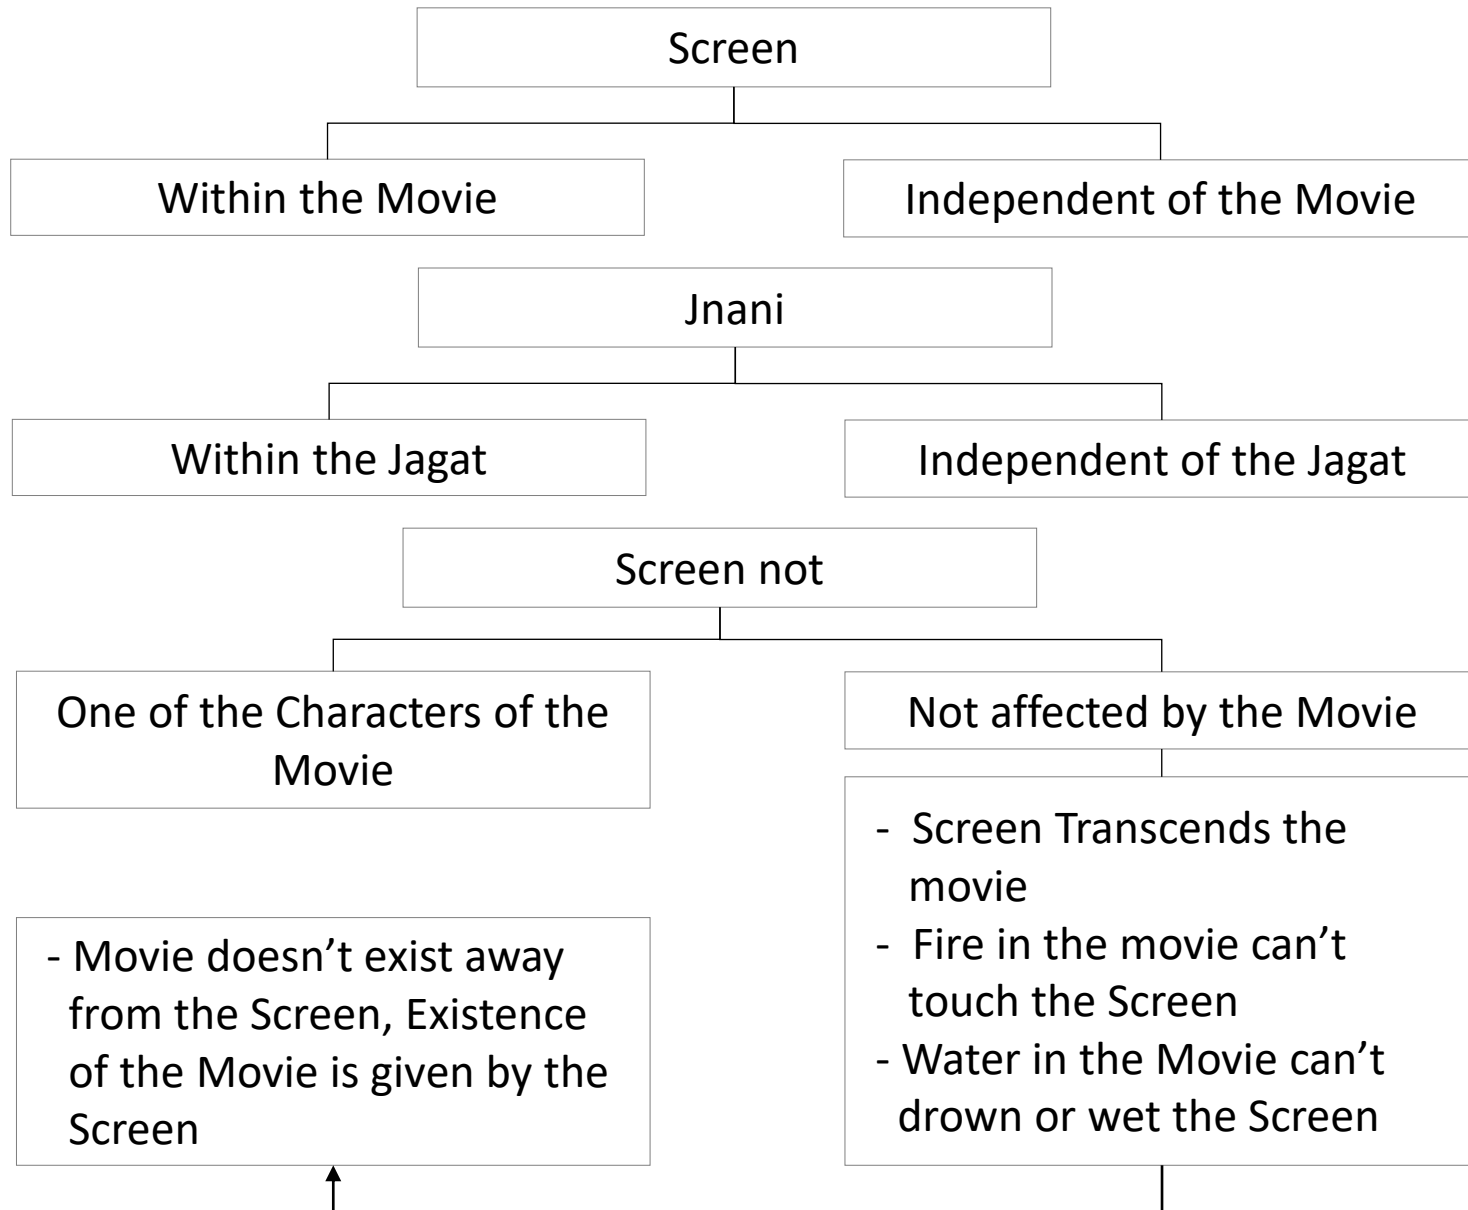 Screen
Within the Movie
Independent of the Movie
Jnani
Within the Jagat
Independent of the Jagat
Screen not
One of the Characters of the
Movie
Not affected by the Movie
- Movie doesn’t exist away
from the Screen, Existence
of the Movie is given by the
Screen
- Screen Transcends the
movie
- Fire in the movie can’t
touch the Screen
- Water in the Movie can’t
drown or wet the Screen